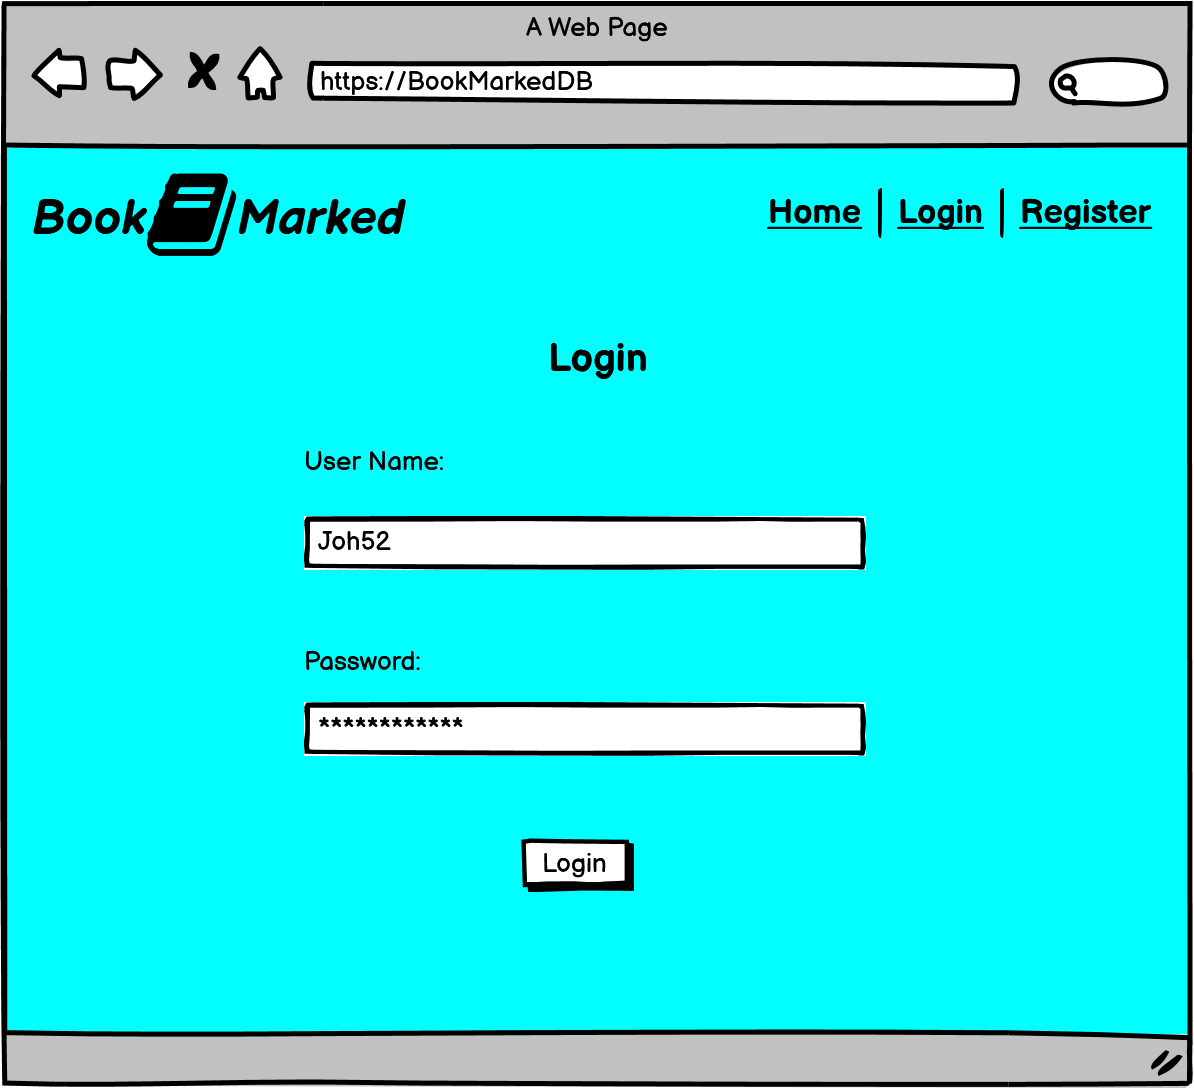 A Web Page
https://BookMarkedDB
Book Marked
Home | Login | Register
Login
User Name:
Joh52
Password:
************
Login